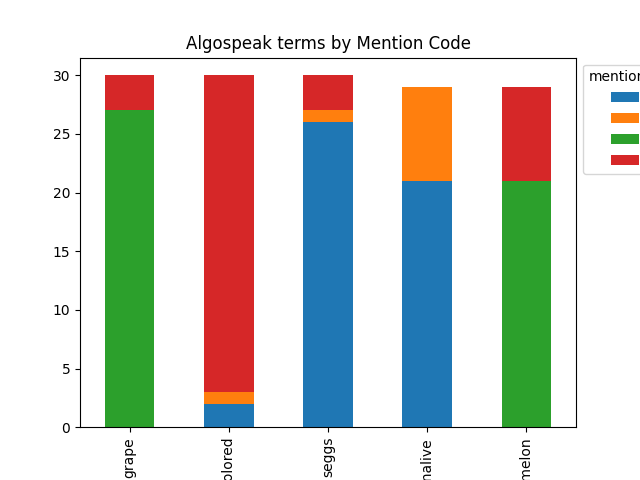 Algospeak terms by Mention Code
mention
30
25
20
15
10
5
0
grape
olored
seggs
nalive
melon